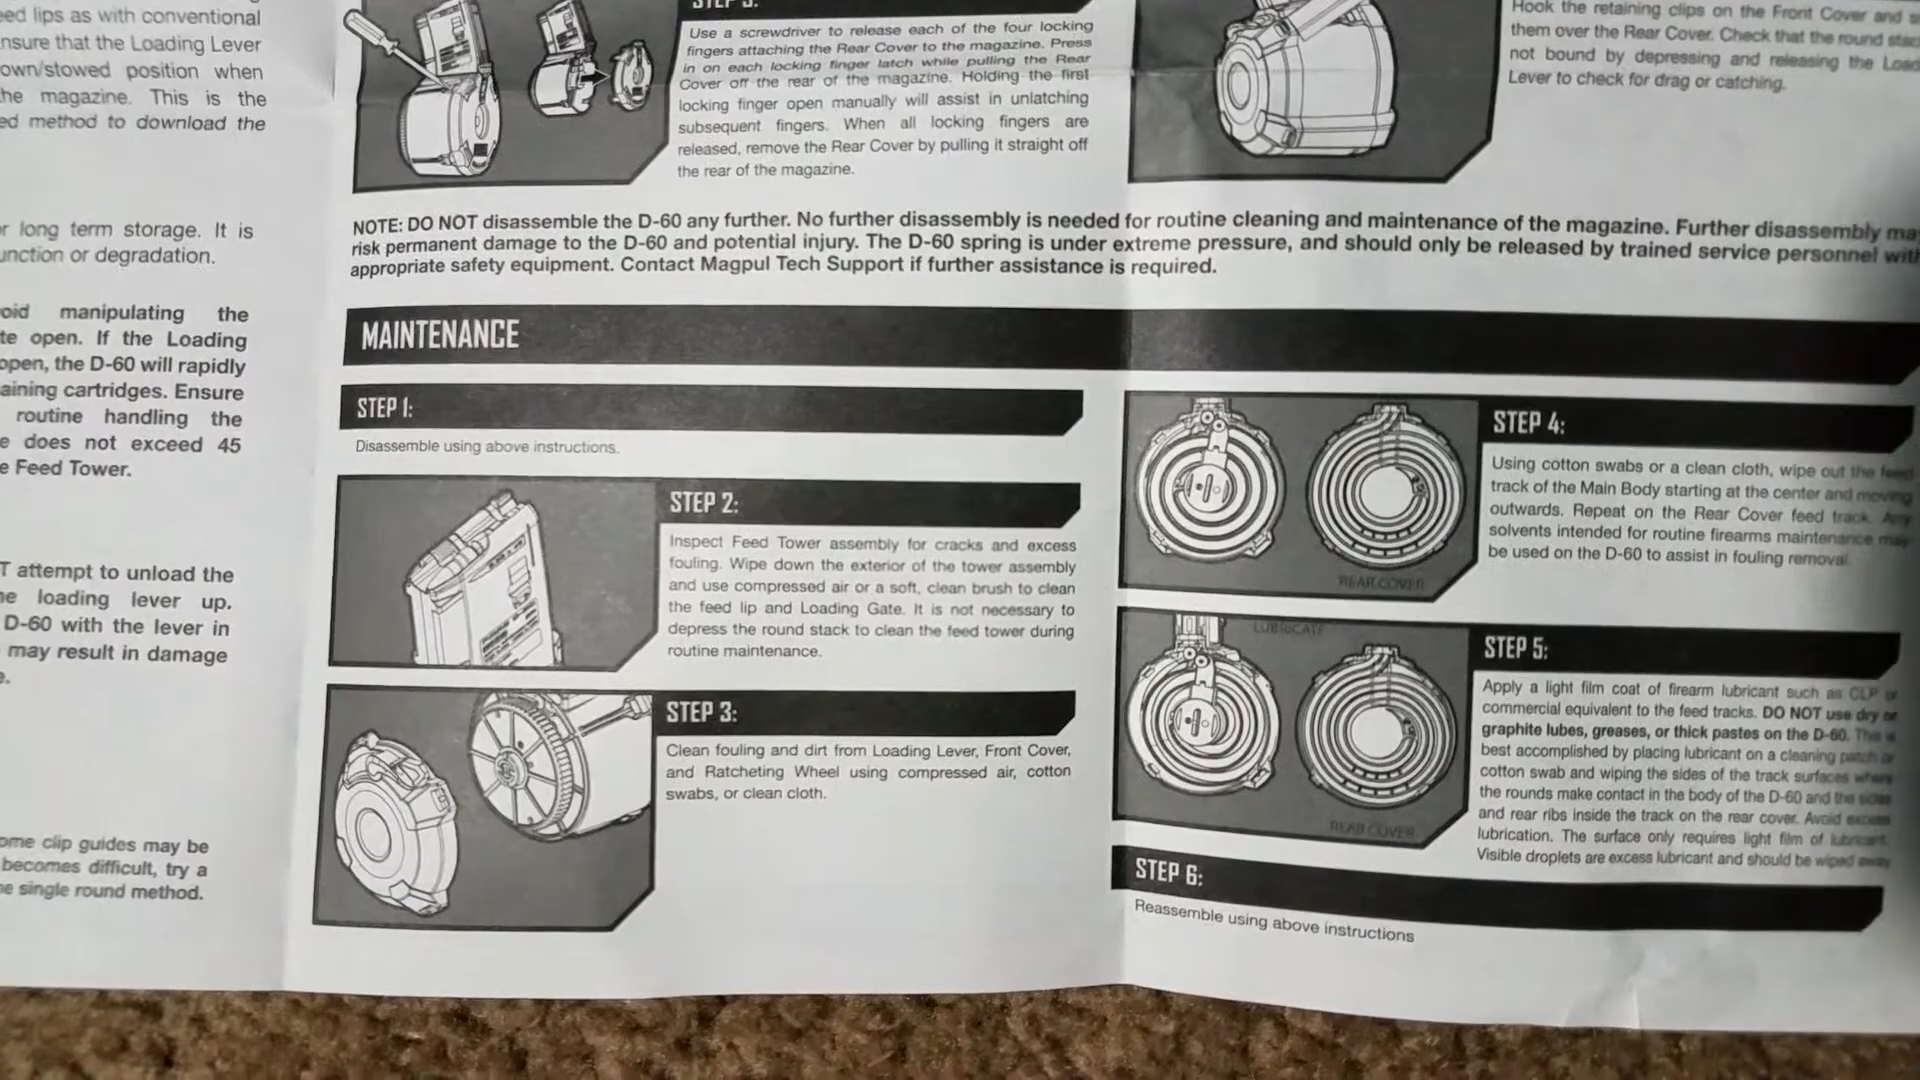 ed lips as with conventional
nsure that the Loading Lever
own/stowed position when
he magazine. This is the
ed method to download the
r long term storage. It is
unction or degradation.
oid manipulating the
te open. If the Loading
open, the D-60 will rapidly
aining cartridges. Ensure
routine handling the
e does not exceed 45
e Feed Tower.
T attempt to unload the
he loading lever up.
D-60 with the lever in
may result in damage
e.
ome clip guides may be
becomes difficult, try a
he single round method.
Use a screwdriver to release each of the four locking
fingers attaching the Rear Cover to the magazine. Press
in on each locking finger latch while pulling the Rear
Cover off the rear of the magazine. Holding the first
locking finger open manually will assist in unlatching
subsequent fingers. When all locking fingers are
released, remove the Rear Cover by pulling it straight off
the rear of the magazine.
Hook the retaining clips on the Front Cover and
them over the Rear Cover. Check that the round stac
not bound by depressing and releasing the Load
Lever to check for drag or catching.
NOTE: DO NOT disassemble the D-60 any further. No further disassembly is needed for routine cleaning and maintenance of the magazine. Further disassembly may
risk permanent damage to the D-60 and potential injury. The D-60 spring is under extreme pressure, and should only be released by trained service personnel with
appropriate safety equipment. Contact Magpul Tech Support if further assistance is required.
MAINTENANCE
STEP 1:
Disassemble using above instructions.
STEP 2:
Inspect Feed Tower assembly for cracks and excess
fouling. Wipe down the exterior of the tower assembly
and use compressed air or a soft, clean brush to clean
the feed lip and Loading Gate. It is not necessary to
depress the round stack to clean the feed tower during
routine maintenance.
STEP 3:
Clean fouling and dirt from Loading Lever, Front Cover,
and Ratcheting Wheel using compressed air, cotton
swabs, or clean cloth.
REAR COVER
STEP 4:
Using cotton swabs or a clean cloth, wipe out the feed
track of the Main Body starting at the center and moving
outwards. Repeat on the Rear Cover feed track. Any
solvents intended for routine firearms maintenance may
be used on the D-60 to assist in fouling removal.
LUBRICATE
REAR COVER
STEP 5:
Apply a light film coat of firearm lubricant such as CLP or
commercial equivalent to the feed tracks. DO NOT use dry or
graphite lubes, greases, or thick pastes on the D-60. This is
best accomplished by placing lubricant on a cleaning patch or
cotton swab and wiping the sides of the track surfaces where
the rounds make contact in the body of the D-60 and the sides
and rear ribs inside the track on the rear cover. Avoid excess
lubrication. The surface only requires light film of lubricant.
Visible droplets are excess lubricant and should be wiped away.
STEP 6:
Reassemble using above instructions